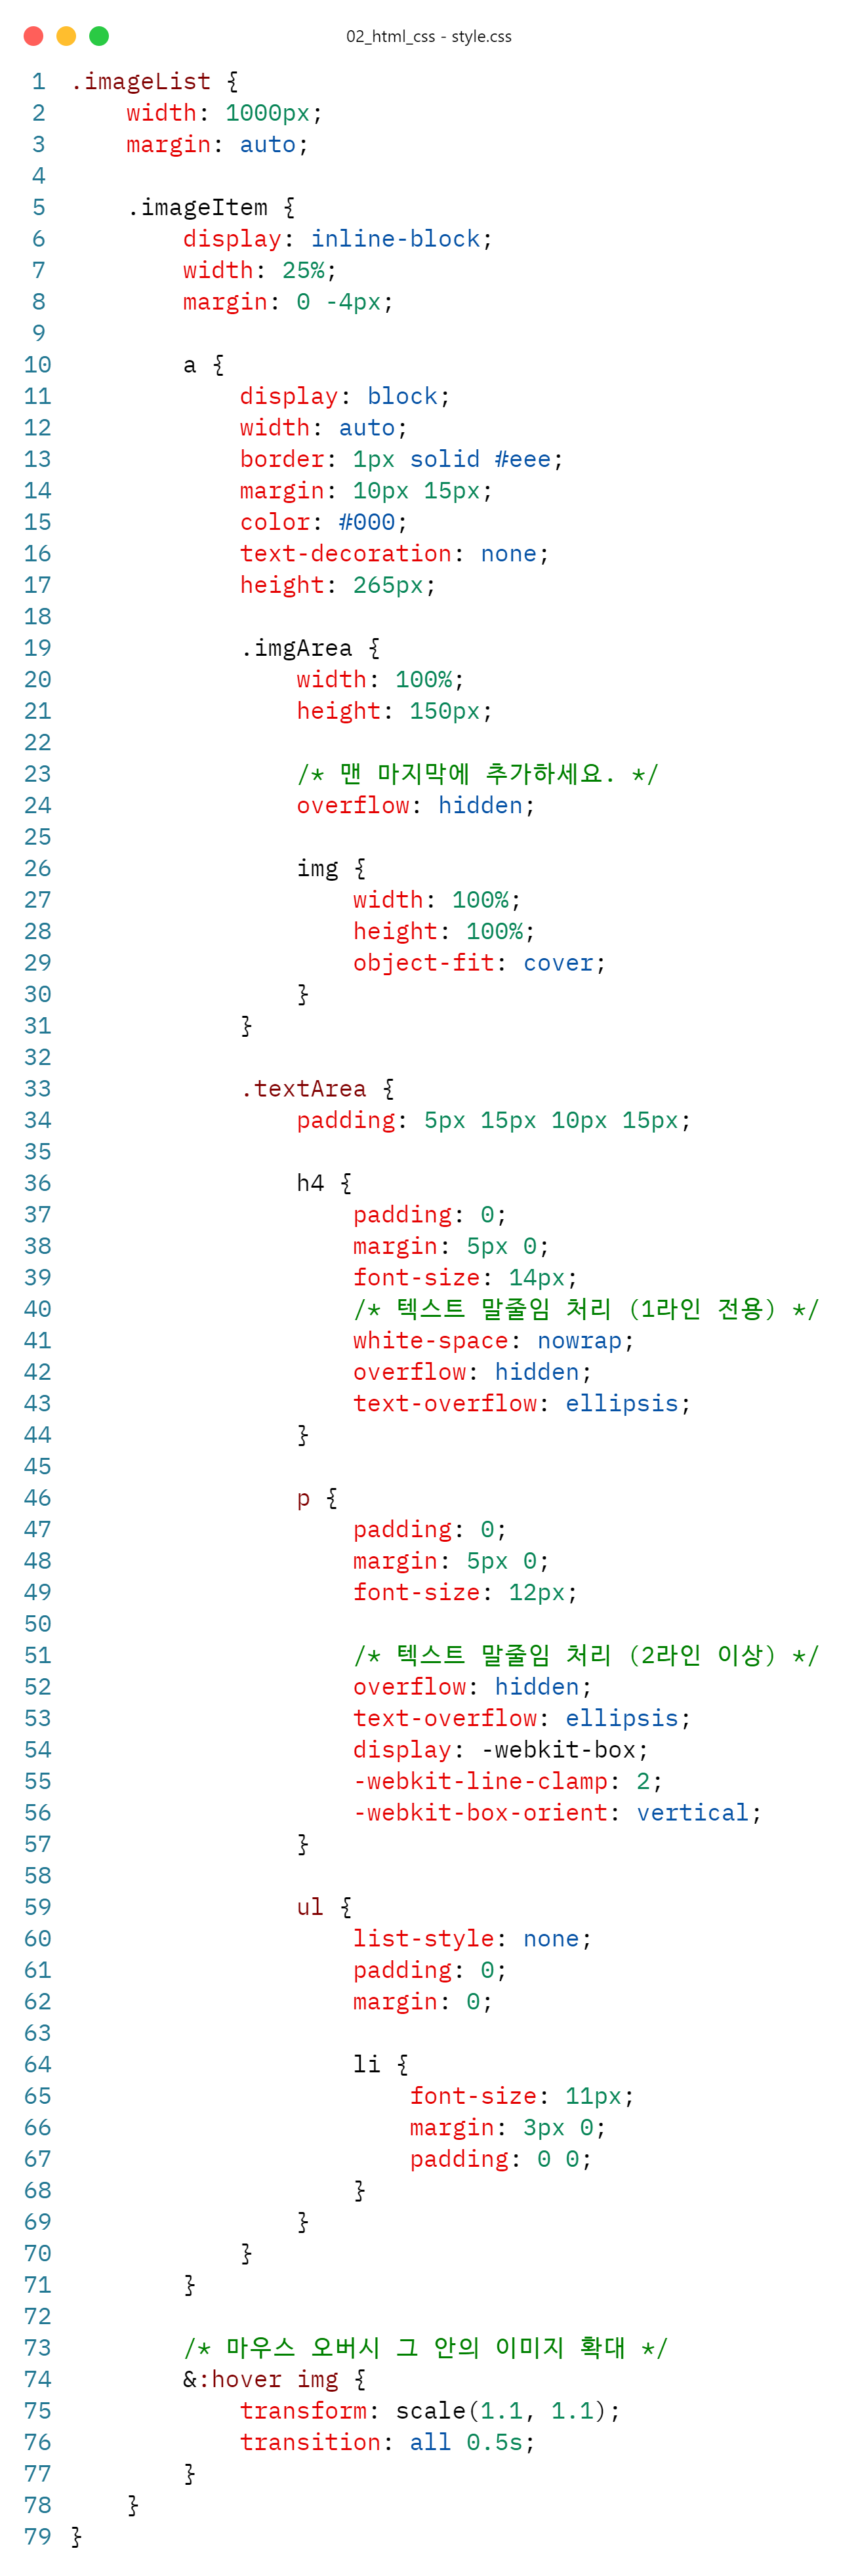 02_html_css - style.css
1 .imageList {
2     width: 1000px;
3     margin: auto;
4
5     .imageItem {
6         display: inline-block;
7         width: 25%;
8         margin: 0 -4px;
9
10         a {
11             display: block;
12             width: auto;
13             border: 1px solid #eee;
14             margin: 10px 15px;
15             color: #000;
16             text-decoration: none;
17             height: 265px;
18
19             .imgArea {
20                 width: 100%;
21                 height: 150px;
22
23                 /* 맨 마지막에 추가하세요. */
24                 overflow: hidden;
25
26                 img {
27                     width: 100%;
28                     height: 100%;
29                     object-fit: cover;
30                 }
31             }
32
33             .textArea {
34                 padding: 5px 15px 10px 15px;
35
36                 h4 {
37                     padding: 0;
38                     margin: 5px 0;
39                     font-size: 14px;
40                     /* 텍스트 말줄임 처리 (1라인 전용) */
41                     white-space: nowrap;
42                     overflow: hidden;
43                     text-overflow: ellipsis;
44                 }
45
46                 p {
47                     padding: 0;
48                     margin: 5px 0;
49                     font-size: 12px;
50
51                     /* 텍스트 말줄임 처리 (2라인 이상) */
52                     overflow: hidden;
53                     text-overflow: ellipsis;
54                     display: -webkit-box;
55                     -webkit-line-clamp: 2;
56                     -webkit-box-orient: vertical;
57                 }
58
59                 ul {
60                     list-style: none;
61                     padding: 0;
62                     margin: 0;
63
64                     li {
65                         font-size: 11px;
66                         margin: 3px 0;
67                         padding: 0 0;
68                     }
69                 }
70             }
71         }
72
73         /* 마우스 오버시 그 안의 이미지 확대 */
74         &:hover img {
75             transform: scale(1.1, 1.1);
76             transition: all 0.5s;
77         }
78     }
79 }